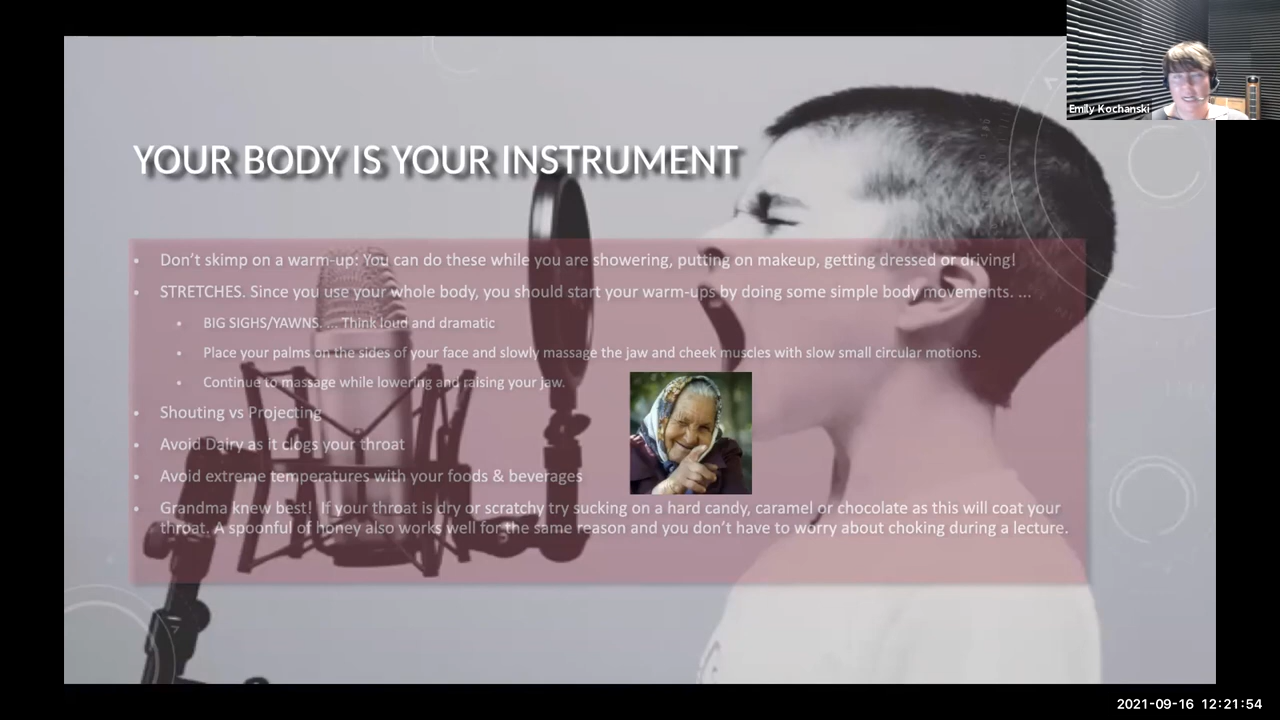 Emily Kochanski
YOUR BODY IS YOUR INSTRUMENT
• Don't skimp on a warm-up: You can do these while you are showering, putting on makeup, getting dressed or driving!
• STRETCHES. Since you use your whole body, you should start your warm-ups by doing some simple body movements. ...
• BIG SIGHS/YAWNS. ... Think loud and dramatic
• Place your palms on the sides of your face and slowly massage the jaw and cheek muscles with slow small circular motions.
• Continue to massage while lowering and raising your jaw.
• Shouting vs Projecting
• Avoid Dairy as it clogs your throat
• Avoid extreme temperatures with your foods & beverages
• Grandma knew best! If your throat is dry or scratchy try sucking on a hard candy, caramel or chocolate as this will coat your
throat. A spoonful of honey also works well for the same reason and you don't have to worry about choking during a lecture.
2021-09-16 12:21:54